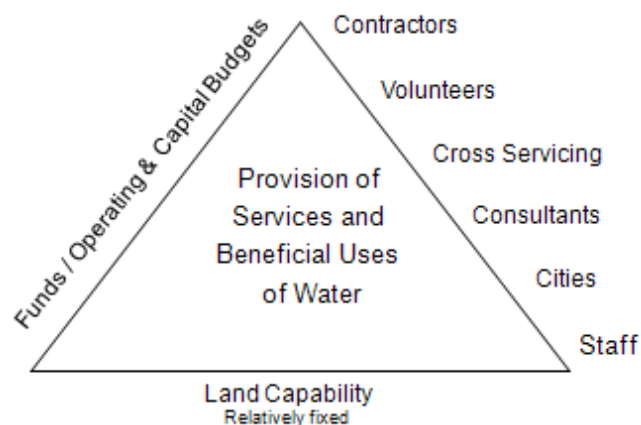 Contractors
Funds / Operating & Capital Budgets
Volunteers
Cross Servicing
Provision of
Services and
Beneficial Uses
of Water
Consultants
Cities
Staff
Land Capability
Relatively fixed